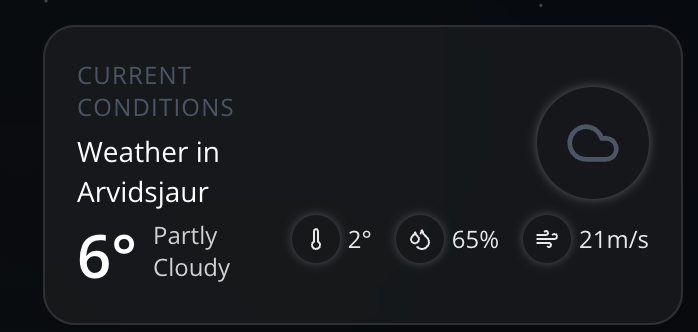 CURRENT
CONDITIONS
Weather in
Arvidsjaur
6°
Partly
Cloudy
2°
65%
21m/s